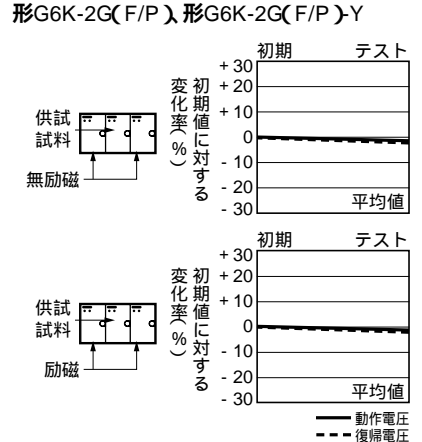 形G6K-2G(F/P)、形G6K-2G(F/P)-Y
初期 テスト
初期値に対する
変化率(%)
+ 30
+ 20
+ 10
0
- 10
- 20
- 30
平均値
供試
試料
無励磁
初期 テスト
初期値に対する
変化率(%)
+ 30
+ 20
+ 10
0
- 10
- 20
- 30
平均値
供試
試料
励磁
動作電圧
復帰電圧